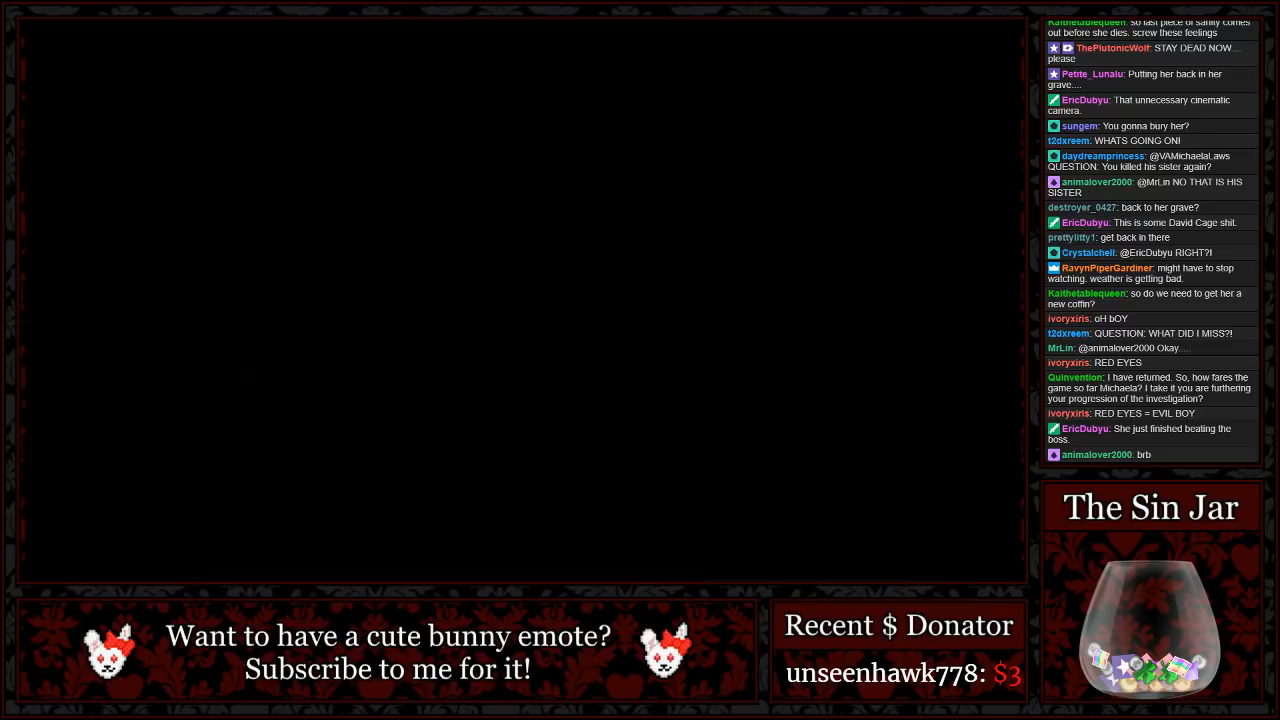 Kaithetablequeen: so last piece of sanity comes
out before she dies. screw these feelings
ThePlutonicWolf: STAY DEAD NOW....
please
Petite_Lunalu: Putting her back in her
grave....
EricDubyu: That unnecessary cinematic
camera.
sungem: You gonna bury her?
t2dxreem: WHATS GOING ON!
daydreamprincess: @VAMichaelaLaws
QUESTION: You killed his sister again?
animalover2000: @MrLin NO THAT IS HIS
SISTER
destroyer_0427: back to her grave?
EricDubyu: This is some David Cage shit.
prettylitty1: get back in there
Crystalchell: @EricDubyu RIGHT?!
RavynPiperGardiner: might have to stop
watching. weather is getting bad.
Kaithetablequeen: so do we need to get her a
new coffin?
ivoryxiris: oH bOY
t2dxreem: QUESTION: WHAT DID I MISS?!
MrLin: @animalover2000 Okay.....
ivoryxiris: RED EYES
Quinvention: I have returned. So, how fares the
game so far Michaela? I take it you are furthering
your progression of the investigation?
ivoryxiris: RED EYES = EVIL BOY
EricDubyu: She just finished beating the
boss.
animalover2000: brb
The Sin Jar
Want to have a cute bunny emote?
Subscribe to me for it!
Recent $ Donator
unseenhawk778: $3